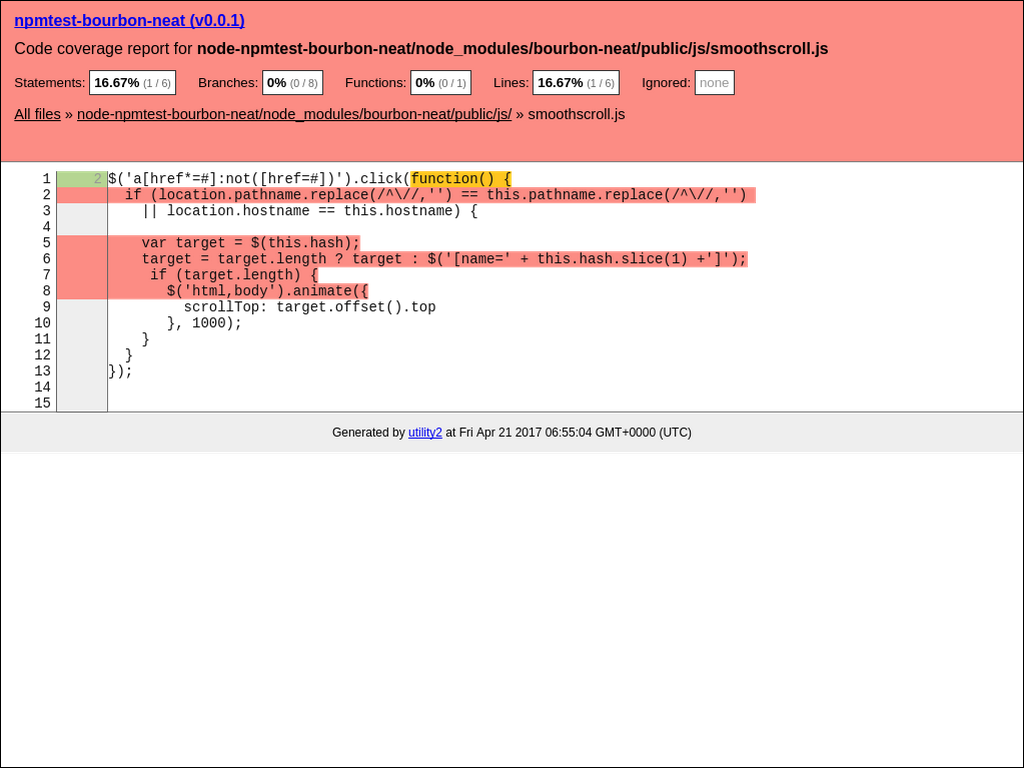 npmtest-bourbon-neat (v0.0.1)
Code coverage report for node-npmtest-bourbon-neat/node_modules/bourbon-neat/public/js/smoothscroll.js
Statements: 16.67% (1 / 6) Branches: 0% (0 / 8) Functions: 0% (0 / 1) Lines: 16.67% (1 / 6) Ignored: none
All files » node-npmtest-bourbon-neat/node_modules/bourbon-neat/public/js/ » smoothscroll.js
1 2 $('a[href*=#]:not([href=#])').click(function() {
2   if (location.pathname.replace(/^\//,'') == this.pathname.replace(/^\//,'')
3     || location.hostname == this.hostname) {
4
5     var target = $(this.hash);
6     target = target.length ? target : $('[name=' + this.hash.slice(1) +']');
7      if (target.length) {
8        $('html,body').animate({
9          scrollTop: target.offset().top
10        }, 1000);
11     }
12   }
13 });
14
15
Generated by utility2 at Fri Apr 21 2017 06:55:04 GMT+0000 (UTC)